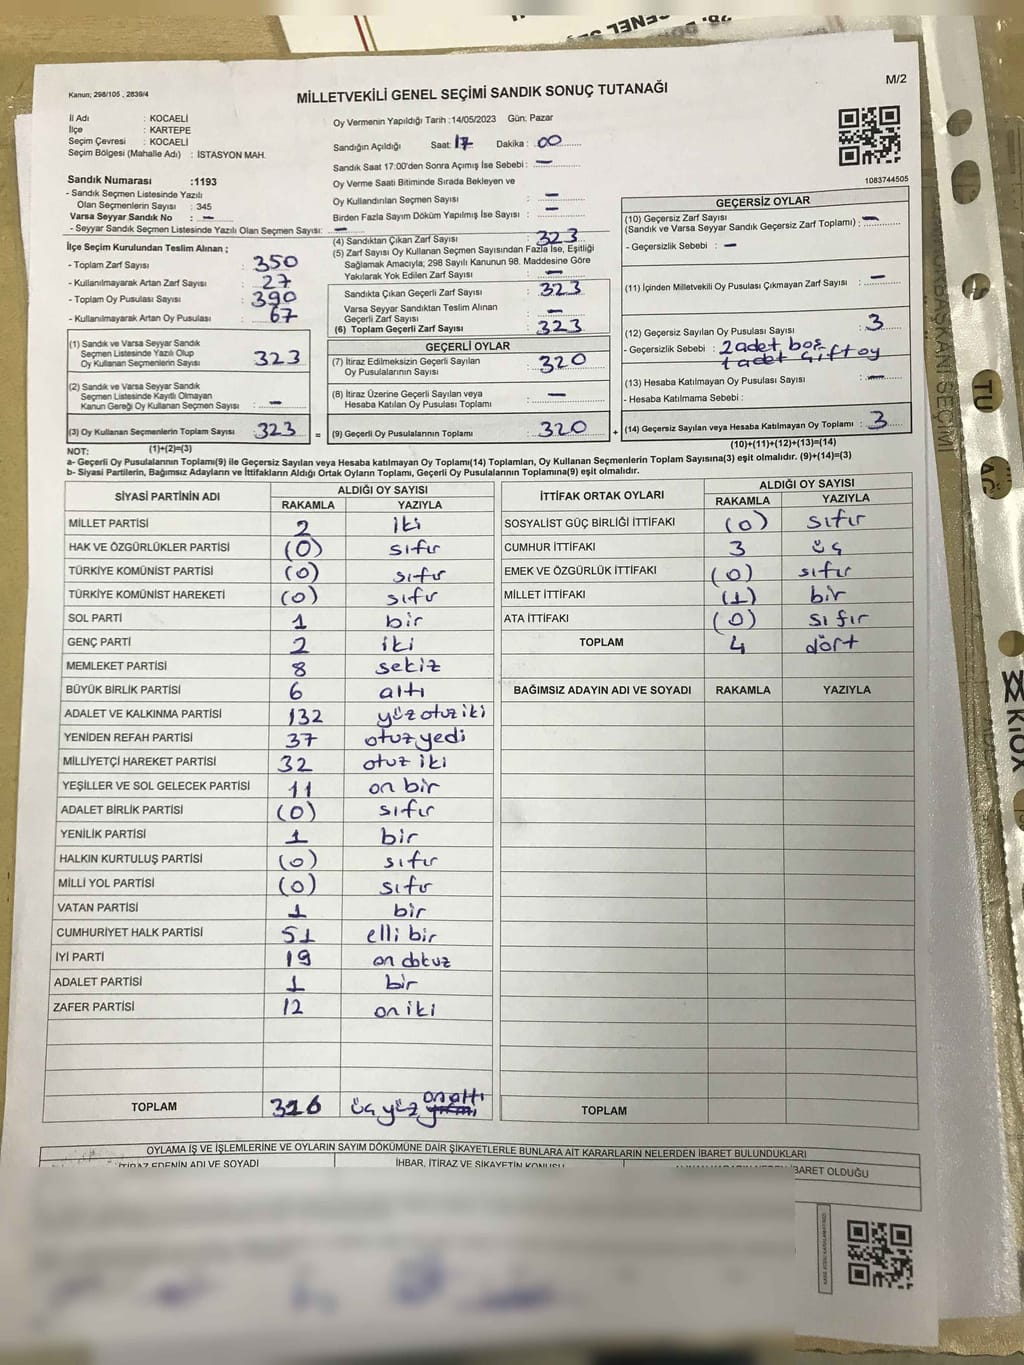 Kanun; 298/105 , 2839/4
M/2
MİLLETVEKİLİ GENEL SEÇİMİ SANDIK SONUÇ TUTANAĞI
İl Adı : KOCAELİ
İlçe : KARTEPE
Seçim Çevresi : KOCAELİ
Seçim Bölgesi (Mahalle Adı) : İSTASYON MAH.
Oy Vermenin Yapıldığı Tarih :14/05/2023 Gün: Pazar
Sandığın Açıldığı Saat: 17 Dakika : 00
Sandık Saat 17:00'den Sonra Açımış İse Sebebi : —
Oy Verme Saati Bitiminde Sırada Bekleyen ve
Oy Kullandırılan Seçmen Sayısı : —
Birden Fazla Sayım Döküm Yapılmış İse Sayısı : —
1083744505
Sandık Numarası :1193
- Sandık Seçmen Listesinde Yazılı
Olan Seçmenlerin Sayısı : 345
Varsa Seyyar Sandık No : —
- Seyyar Sandık Seçmen Listesinde Yazılı Olan Seçmen Sayısı: —
İlçe Seçim Kurulundan Teslim Alınan ;
- Toplam Zarf Sayısı : 350
- Kullanılmayarak Artan Zarf Sayısı : 27
- Toplam Oy Pusulası Sayısı : 390
- Kullanılmayarak Artan Oy Pusulası : 67
(1) Sandık ve Varsa Seyyar Sandık
Seçmen Listesinde Yazılı Olup
Oy Kullanan Seçmenlerin Sayısı : 323
(2) Sandık ve Varsa Seyyar Sandık
Seçmen Listesinde Kayıtlı Olmayan
Kanun Gereği Oy Kullanan Seçmen Sayısı : —
(3) Oy Kullanan Seçmenlerin Toplam Sayısı : 323 =
(4) Sandıktan Çıkan Zarf Sayısı : 323
(5) Zarf Sayısı Oy Kullanan Seçmen Sayısından Fazla İse, Eşitliği
Sağlamak Amacıyla; 298 Sayılı Kanunun 98. Maddesine Göre
Yakılarak Yok Edilen Zarf Sayısı : —
Sandıkta Çıkan Geçerli Zarf Sayısı : 323
Varsa Seyyar Sandıktan Teslim Alınan
Geçerli Zarf Sayısı : —
(6) Toplam Geçerli Zarf Sayısı : 323
GEÇERLİ OYLAR
(7) İtiraz Edilmeksizin Geçerli Sayılan
Oy Pusulalarının Sayısı : 320
(8) İtiraz Üzerine Geçerli Sayılan veya
Hesaba Katılan Oy Pusulası Toplamı : —
(9) Geçerli Oy Pusulalarının Toplamı : 320 +
GEÇERSİZ OYLAR
(10) Geçersiz Zarf Sayısı
(Sandık ve Varsa Seyyar Sandık Geçersiz Zarf Toplamı) : —
- Geçersizlik Sebebi : —
(11) İçinden Milletvekili Oy Pusulası Çıkmayan Zarf Sayısı : —
(12) Geçersiz Sayılan Oy Pusulası Sayısı : 3
- Geçersizlik Sebebi : 2 adet boş
1 adet Çift oy
(13) Hesaba Katılmayan Oy Pusulası Sayısı : —
- Hesaba Katılmama Sebebi :
(14) Geçersiz Sayılan veya Hesaba Katılmayan Oy Toplamı : 3
NOT: (1)+(2)=(3)
(10)+(11)+(12)+(13)=(14)
a- Geçerli Oy Pusulalarının Toplamı(9) ile Geçersiz Sayılan veya Hesaba katılmayan Oy Toplamı(14) Toplamları, Oy Kullanan Seçmenlerin Toplam Sayısına(3) eşit olmalıdır. (9)+(14)=(3)
b- Siyasi Partilerin, Bağımsız Adayların ve İttifakların Aldığı Ortak Oyların Toplamı, Geçerli Oy Pusulalarının Toplamına(9) eşit olmalıdır.
SİYASİ PARTİNİN ADI
ALDIĞI OY SAYISI
RAKAMLA YAZIYLA
MİLLET PARTİSİ 2 iki
HAK VE ÖZGÜRLÜKLER PARTİSİ (0) sıfır
TÜRKİYE KOMÜNİST PARTİSİ (0) sıfır
TÜRKİYE KOMÜNİST HAREKETİ (0) sıfır
SOL PARTİ 1 bir
GENÇ PARTİ 2 iki
MEMLEKET PARTİSİ 8 sekiz
BÜYÜK BİRLİK PARTİSİ 6 altı
ADALET VE KALKINMA PARTİSİ 132 yüz otuz iki
YENİDEN REFAH PARTİSİ 37 otuz yedi
MİLLİYETÇİ HAREKET PARTİSİ 32 otuz iki
YEŞİLLER VE SOL GELECEK PARTİSİ 11 on bir
ADALET BİRLİK PARTİSİ (0) sıfır
YENİLİK PARTİSİ 1 bir
HALKIN KURTULUŞ PARTİSİ (0) sıfır
MİLLİ YOL PARTİSİ (0) sıfır
VATAN PARTİSİ 1 bir
CUMHURİYET HALK PARTİSİ 51 elli bir
İYİ PARTİ 19 on dokuz
ADALET PARTİSİ 1 bir
ZAFER PARTİSİ 12 on iki
TOPLAM 316 üç yüz on altı
İTTİFAK ORTAK OYLARI
ALDIĞI OY SAYISI
RAKAMLA YAZIYLA
SOSYALİST GÜÇ BİRLİĞİ İTTİFAKI (0) sıfır
CUMHUR İTTİFAKI 3 üç
EMEK VE ÖZGÜRLÜK İTTİFAKI (0) sıfır
MİLLET İTTİFAKI (1) bir
ATA İTTİFAKI (0) sıfır
TOPLAM 4 dört
BAĞIMSIZ ADAYIN ADI VE SOYADI RAKAMLA YAZIYLA
TOPLAM
OYLAMA İŞ VE İŞLEMLERİNE VE OYLARIN SAYIM DÖKÜMÜNE DAİR ŞİKAYETLERLE BUNLARA AİT KARARLARIN NELERDEN İBARET BULUNDUKLARI
İTİRAZ EDENİN ADI VE SOYADI
İHBAR, İTİRAZ VE ŞİKAYETİN KONUSU
İBARET OLDUĞU
KIOX